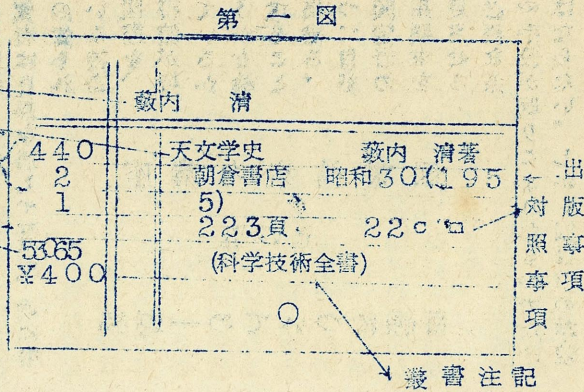 第一図
藪内　清
440　天文学史　藪内　清著
2　朝倉書店　昭和30(195
1　5)
223頁　22cm
53065
¥400　(科学技術全書)
出版事項
対照事項
叢書注記